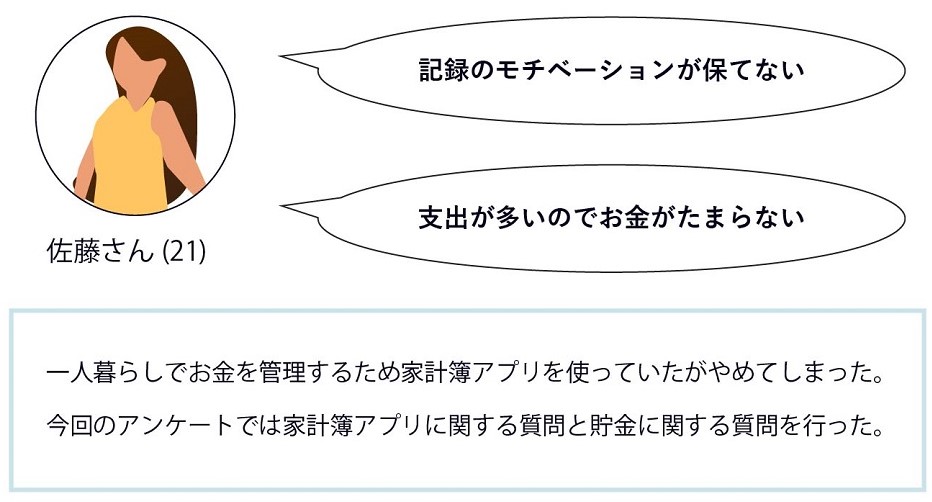 記録のモチベーションが保てない
支出が多いのでお金がたまらない
佐藤さん (21)
一人暮らしでお金を管理するため家計簿アプリを使っていたがやめてしまった。
今回のアンケートでは家計簿アプリに関する質問と貯金に関する質問を行った。